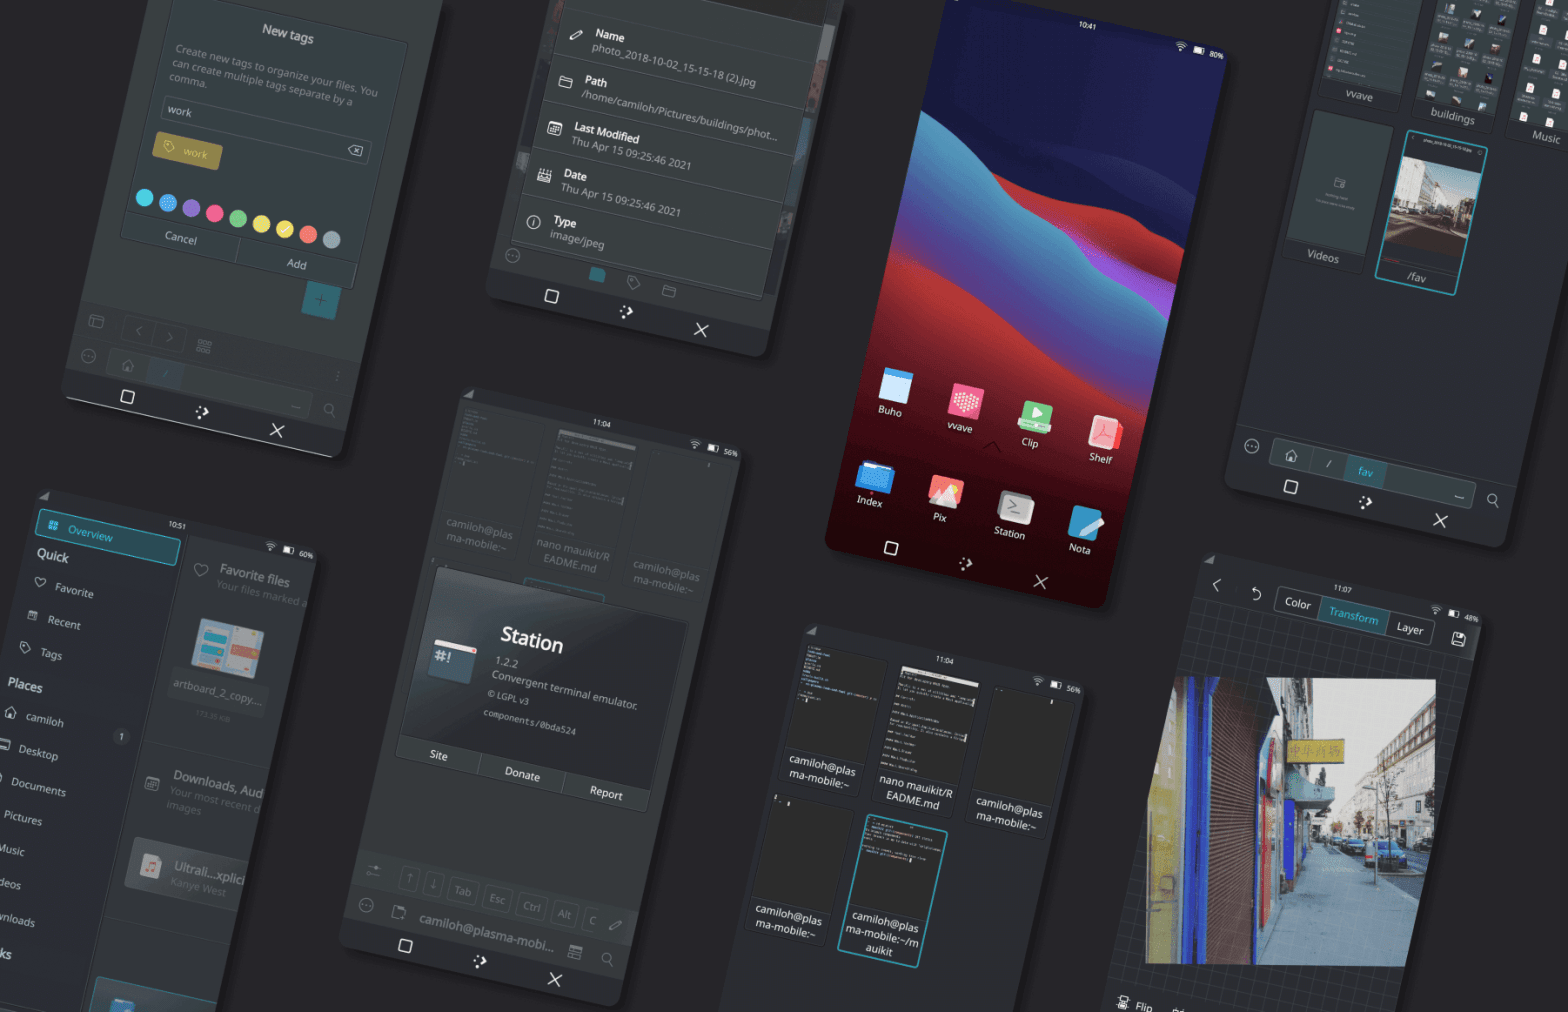 New tags
Create new tags to organize your files. You
can create multiple tags separate by a
comma.
work
work
Cancel
Add
Name
photo_2018-10-02_15-15-18 (2).jpg
Path
/home/camiloh/Pictures/buildings/phot...
Last Modified
Thu Apr 15 09:25:46 2021
Date
Thu Apr 15 09:25:46 2021
Type
image/jpeg
10:41
80%
Buho
vvave
Clip
Shelf
Index
Pix
Station
Nota
vvave
buildings
Music
Videos
/fav
/
fav
10:51
60%
Overview
Quick
Favorite
Recent
Tags
Places
camiloh
1
Desktop
Documents
Pictures
Music
Favorite files
Your files marked a
artboard_2_copy....
173.35 KiB
Downloads, Aud
Your most recent d
images
Ultrali...xplici
Kanye West
11:04
56%
camiloh@plas
ma-mobile:~
nano mauikit/R
EADME.md
camiloh@plas
ma-mobile:~
Station
1.2.2
Convergent terminal emulator.
© LGPL v3
components/0bda524
Site
Donate
Report
Tab
Esc
Ctrl
Alt
C
camiloh@plasma-mobi...
11:04
56%
camiloh@plas
ma-mobile:~
nano mauikit/R
EADME.md
camiloh@plas
ma-mobile:~
camiloh@plas
ma-mobile:~
camiloh@plas
ma-mobile:~/m
auikit
11:07
48%
Color
Transform
Layer
Flip